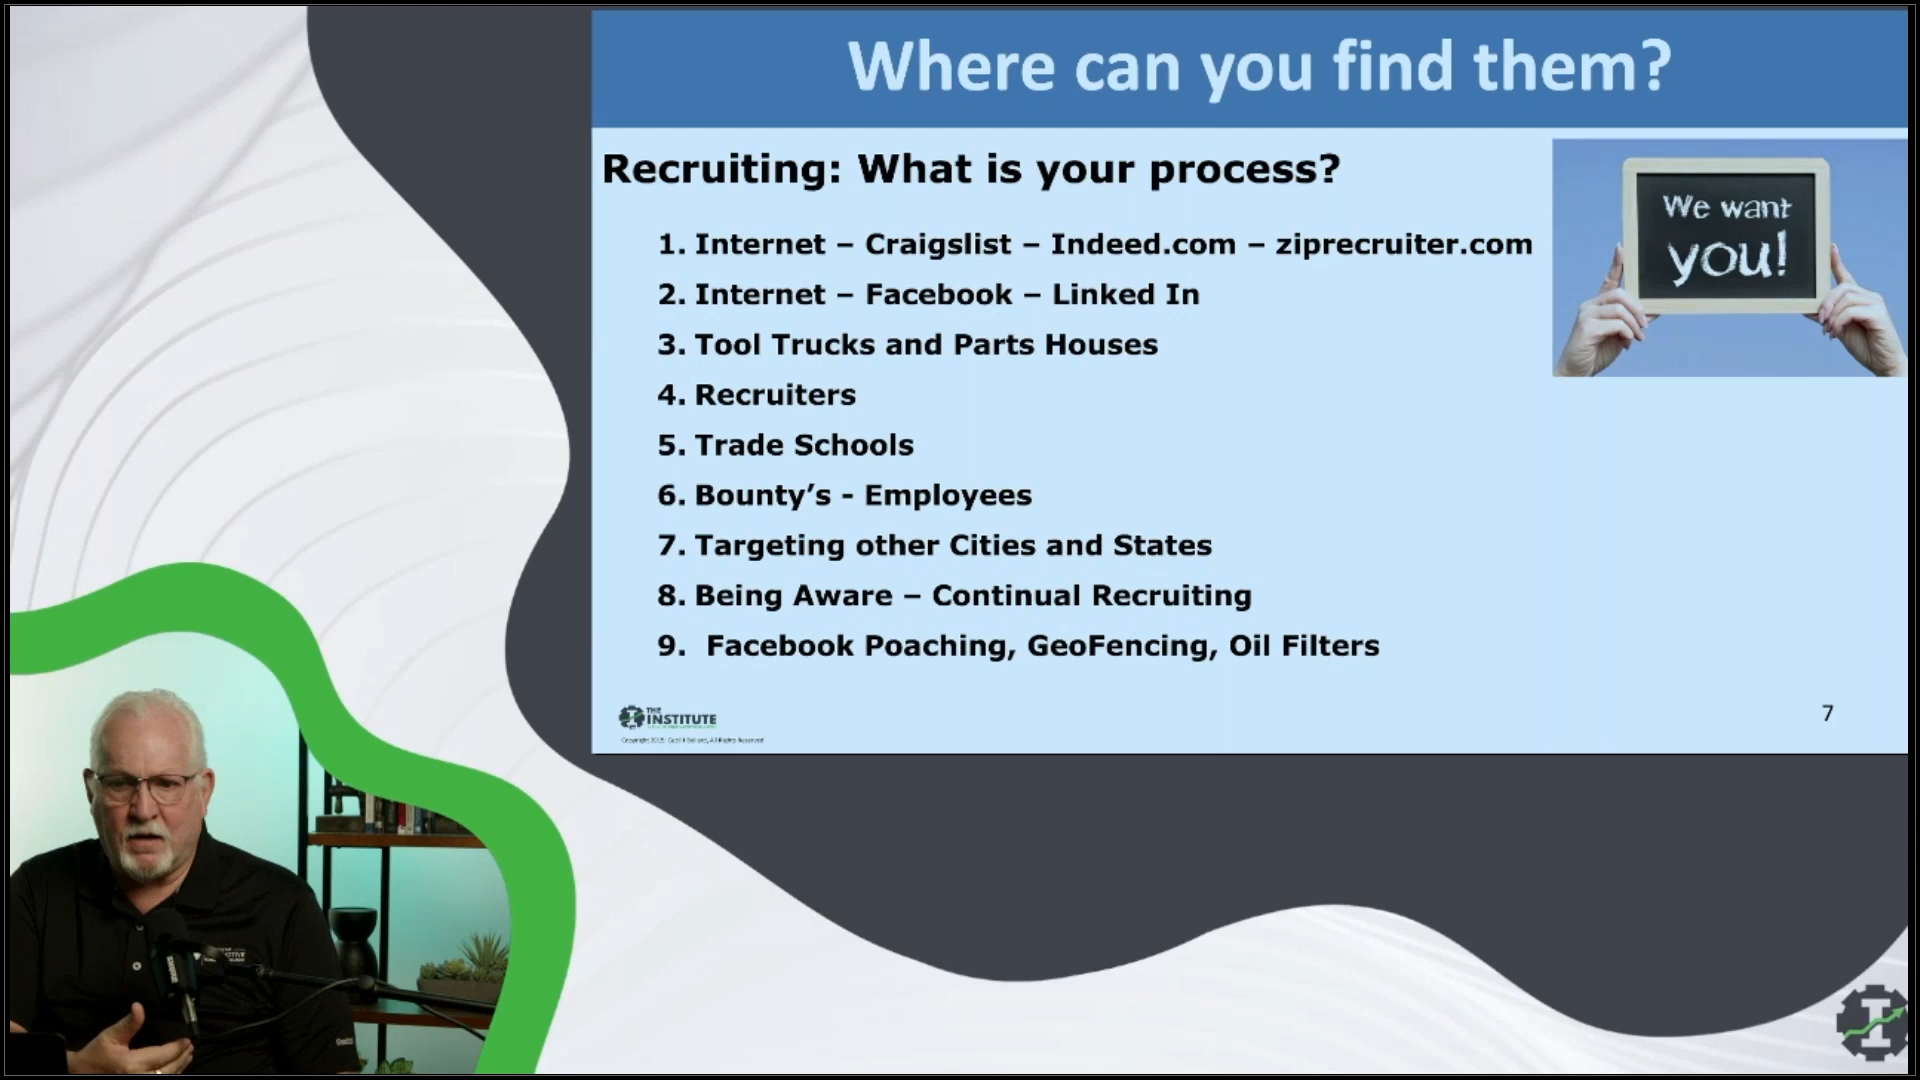 Where can you find them?
Recruiting: What is your process?
We want
you!
1. Internet – Craigslist – Indeed.com – ziprecruiter.com
2. Internet – Facebook – Linked In
3. Tool Trucks and Parts Houses
4. Recruiters
5. Trade Schools
6. Bounty’s - Employees
7. Targeting other Cities and States
8. Being Aware – Continual Recruiting
9. Facebook Poaching, GeoFencing, Oil Filters
THE
INSTITUTE
7